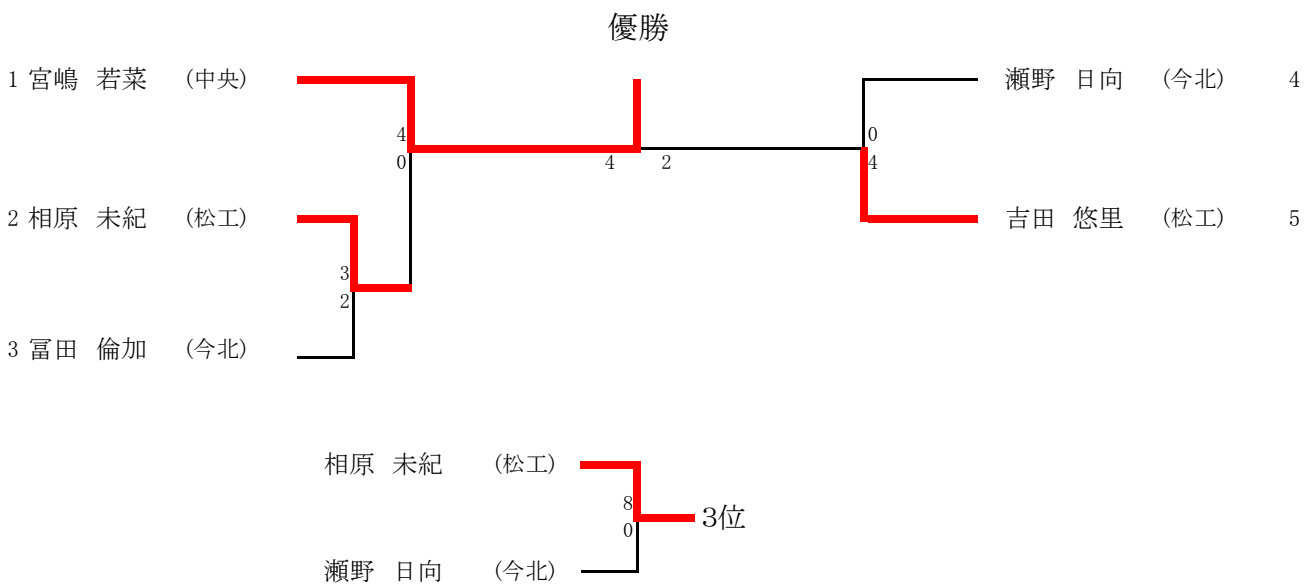 優勝
1 宮嶋 若菜 (中央) 瀬野 日向 (今北) 4
4 0
0 4 2 4
2 相原 未紀 (松工) 吉田 悠里 (松工) 5
3
2
3 冨田 倫加 (今北)
相原 未紀 (松工)
8
3位
0
瀬野 日向 (今北)